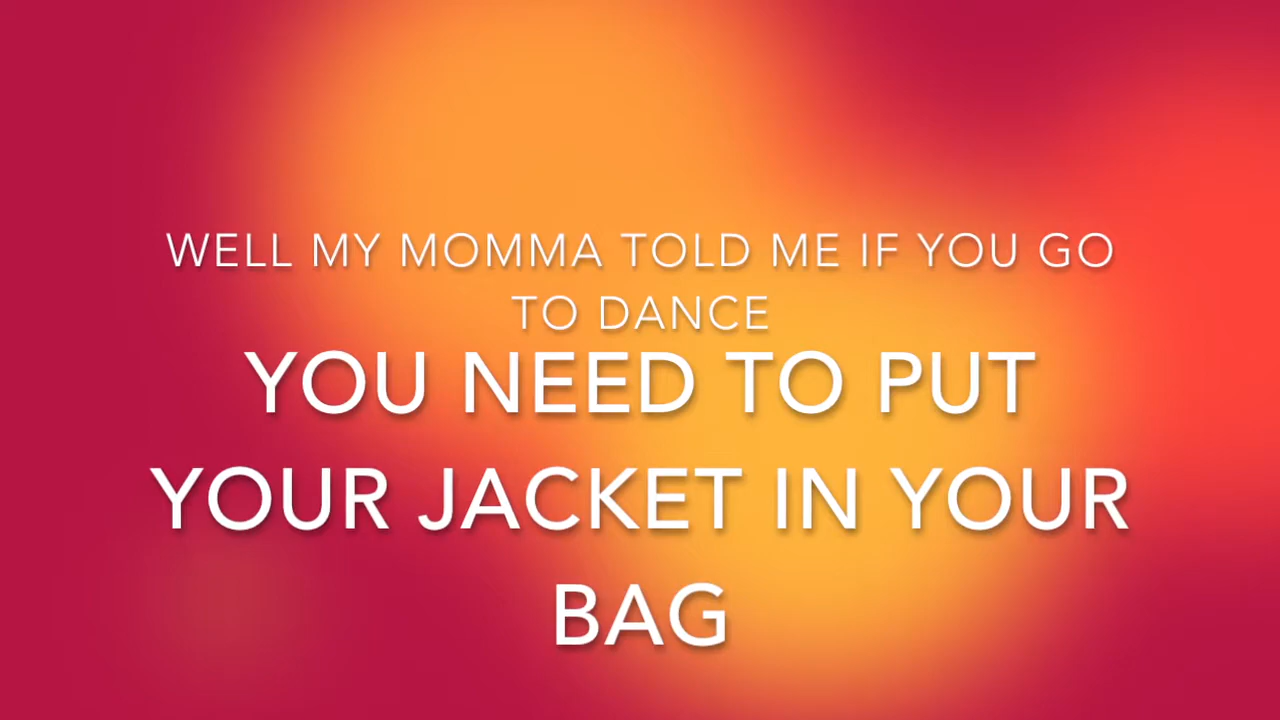 WELL MY MOMMA TOLD ME IF YOU GO
TO DANCE
YOU NEED TO PUT
YOUR JACKET IN YOUR
BAG